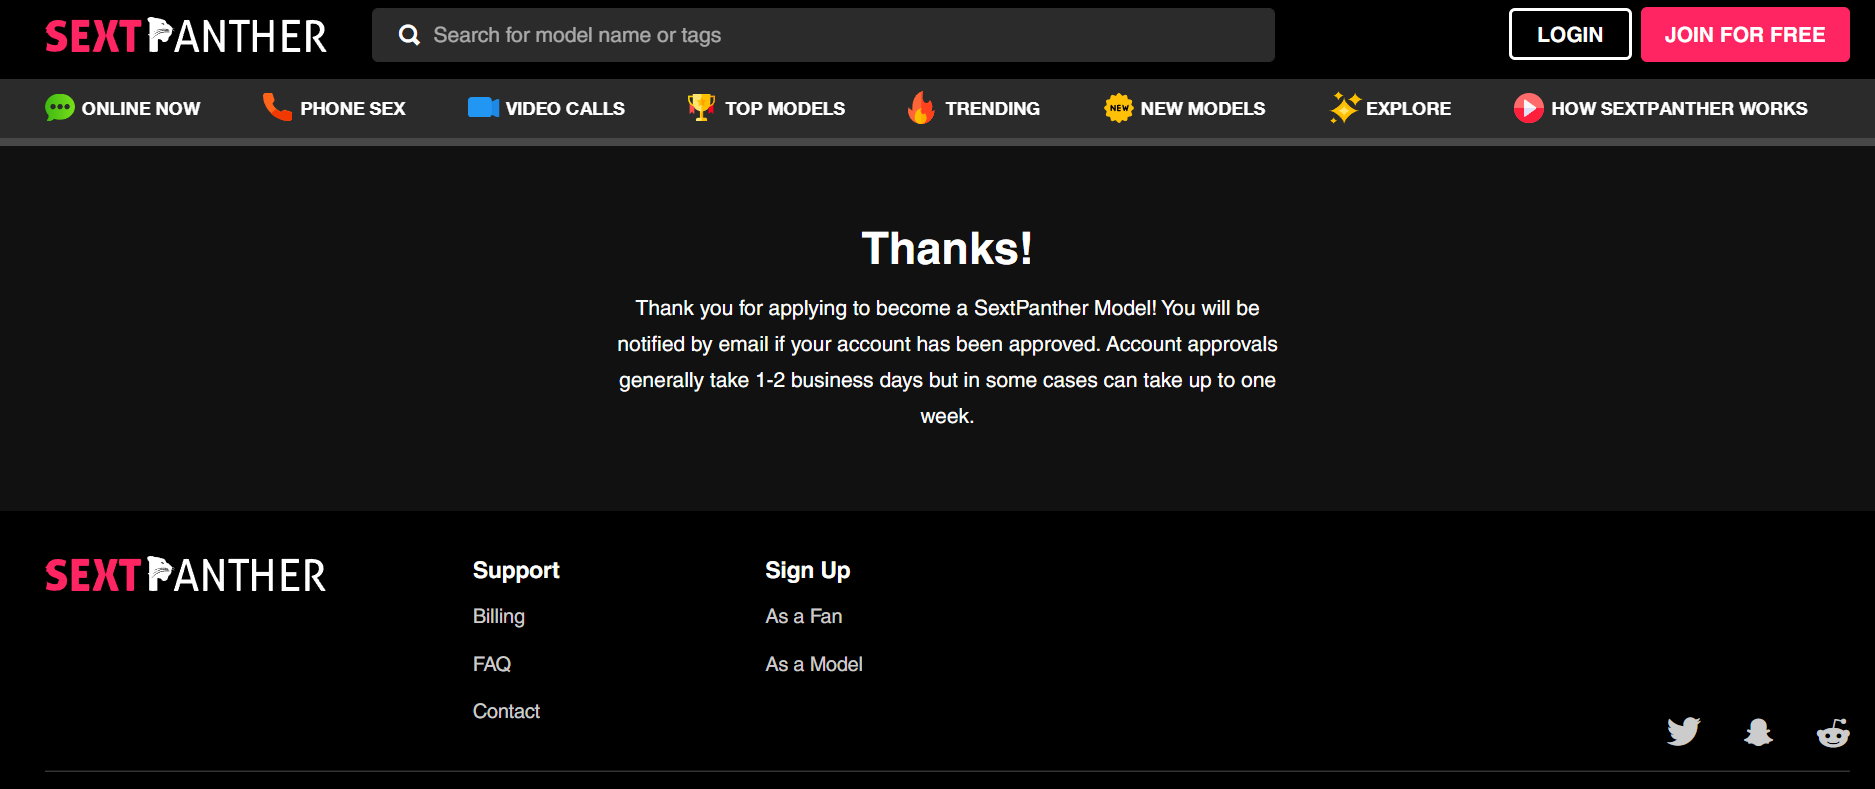 SEXTPANTHER
Search for model name or tags
LOGIN
JOIN FOR FREE
ONLINE NOW
PHONE SEX
VIDEO CALLS
TOP MODELS
TRENDING
NEW
NEW MODELS
EXPLORE
HOW SEXTPANTHER WORKS
Thanks!
Thank you for applying to become a SextPanther Model! You will be
notified by email if your account has been approved. Account approvals
generally take 1-2 business days but in some cases can take up to one
week.
SEXTPANTHER
Support
Billing
FAQ
Contact
Sign Up
As a Fan
As a Model